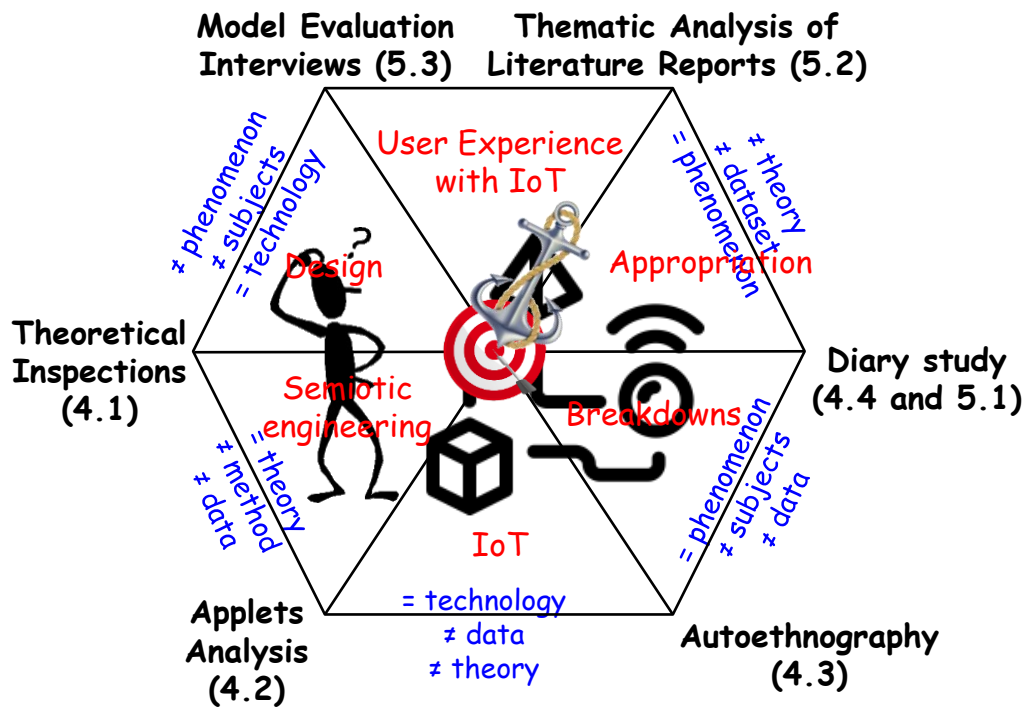 Model Evaluation
Interviews (5.3)
Thematic Analysis of
Literature Reports (5.2)
User Experience
with IoT
≠ phenomenon
≠ subjects
= technology
≠ theory
≠ dataset
= phenomenon
?
Design
Appropriation
Theoretical
Inspections
(4.1)
Diary study
(4.4 and 5.1)
Semiotic
engineering
Breakdowns
= theory
≠ method
≠ data
= phenomenon
≠ subjects
≠ data
IoT
= technology
≠ data
≠ theory
Applets
Analysis
(4.2)
Autoethnography
(4.3)